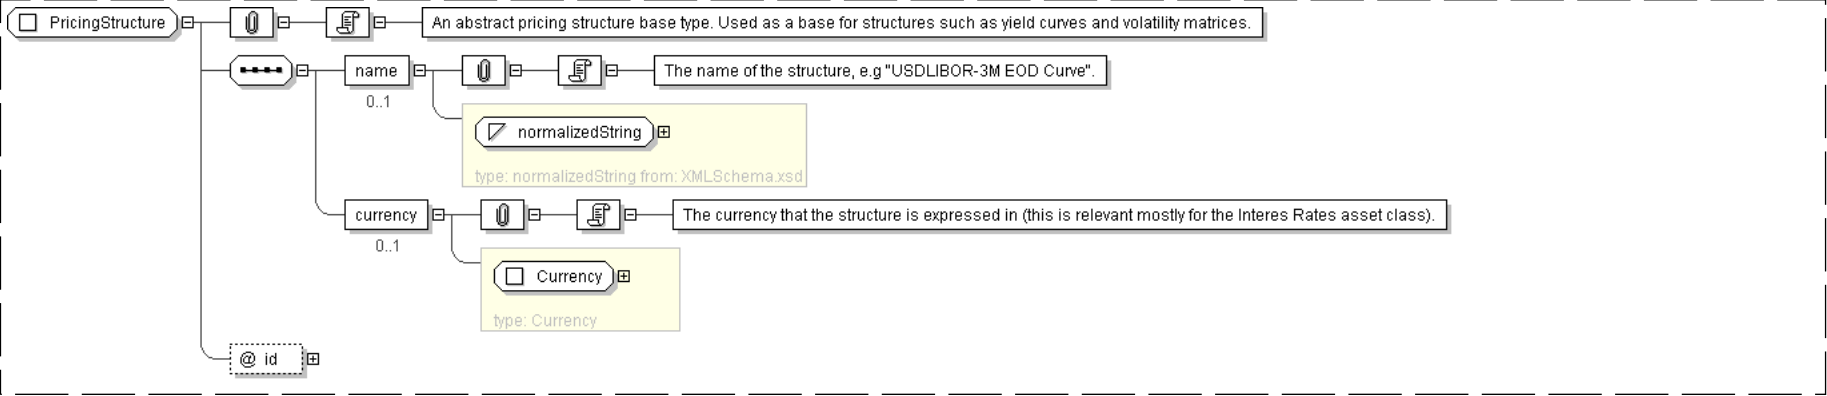 PricingStructure
An abstract pricing structure base type. Used as a base for structures such as yield curves and volatility matrices.
name
The name of the structure, e.g "USDLIBOR-3M EOD Curve".
0..1
normalizedString
type: normalizedString from: XMLSchema.xsd
currency
The currency that the structure is expressed in (this is relevant mostly for the Interes Rates asset class).
0..1
Currency
type: Currency
@ id